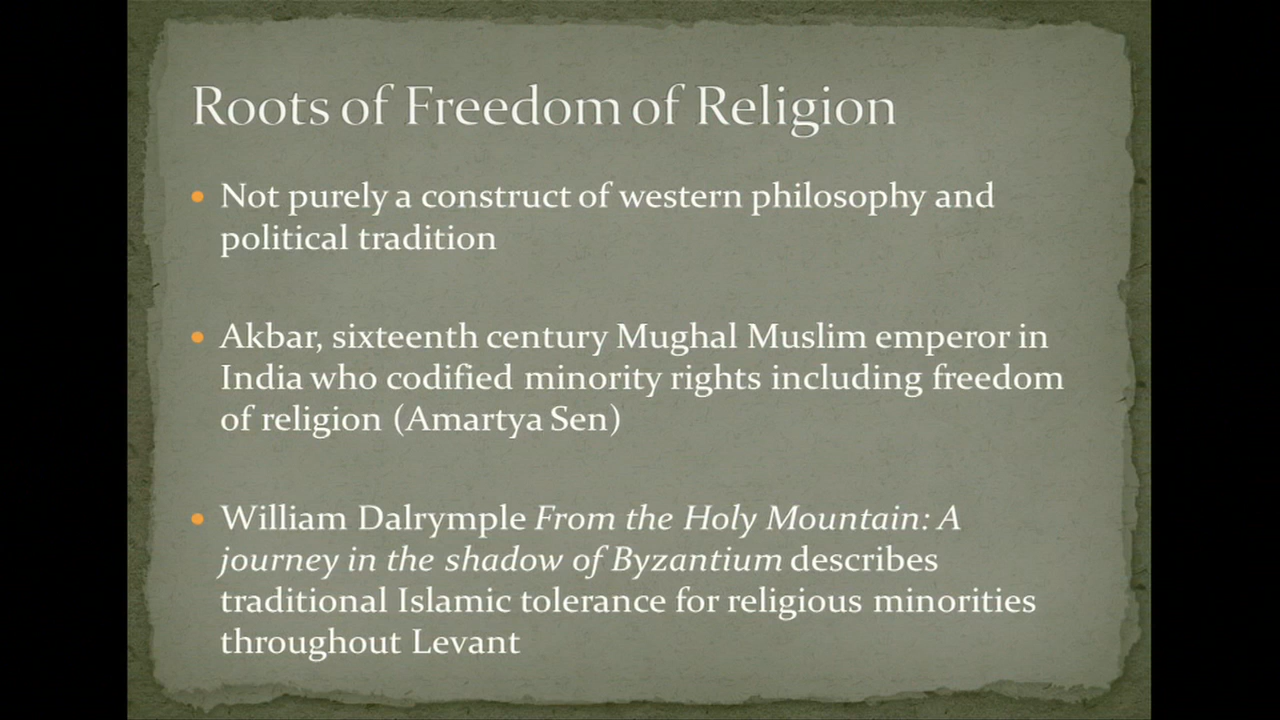 Roots of Freedom of Religion
• Not purely a construct of western philosophy and
political tradition
• Akbar, sixteenth century Mughal Muslim emperor in
India who codified minority rights including freedom
of religion (Amartya Sen)
• William Dalrymple From the Holy Mountain: A
journey in the shadow of Byzantium describes
traditional Islamic tolerance for religious minorities
throughout Levant